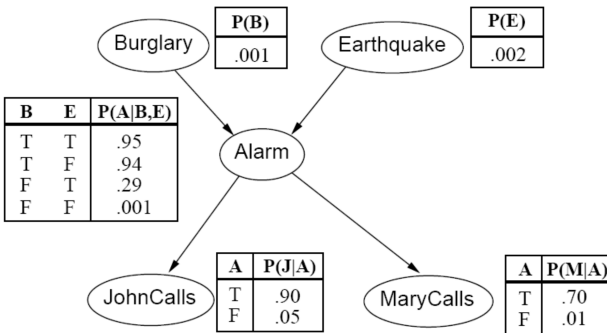 Burglary
P(B)
.001
Earthquake
P(E)
.002
B E P(A|B,E)
T T .95
T F .94
F T .29
F F .001
Alarm
JohnCalls
A P(J|A)
T .90
F .05
MaryCalls
A P(M|A)
T .70
F .01